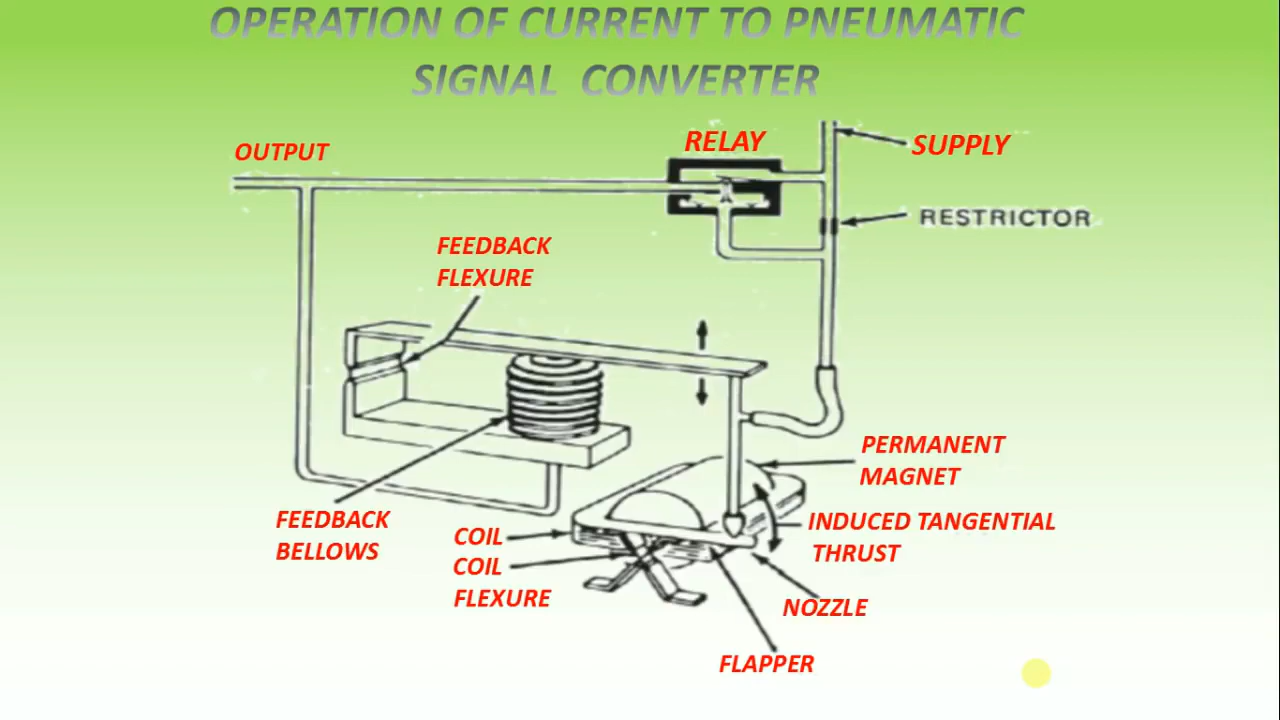 OPERATION OF CURRENT TO PNEUMATIC
SIGNAL CONVERTER
OUTPUT
RELAY
SUPPLY
RESTRICTOR
FEEDBACK
FLEXURE
PERMANENT
MAGNET
FEEDBACK
BELLOWS
COIL
COIL
FLEXURE
INDUCED TANGENTIAL
THRUST
NOZZLE
FLAPPER